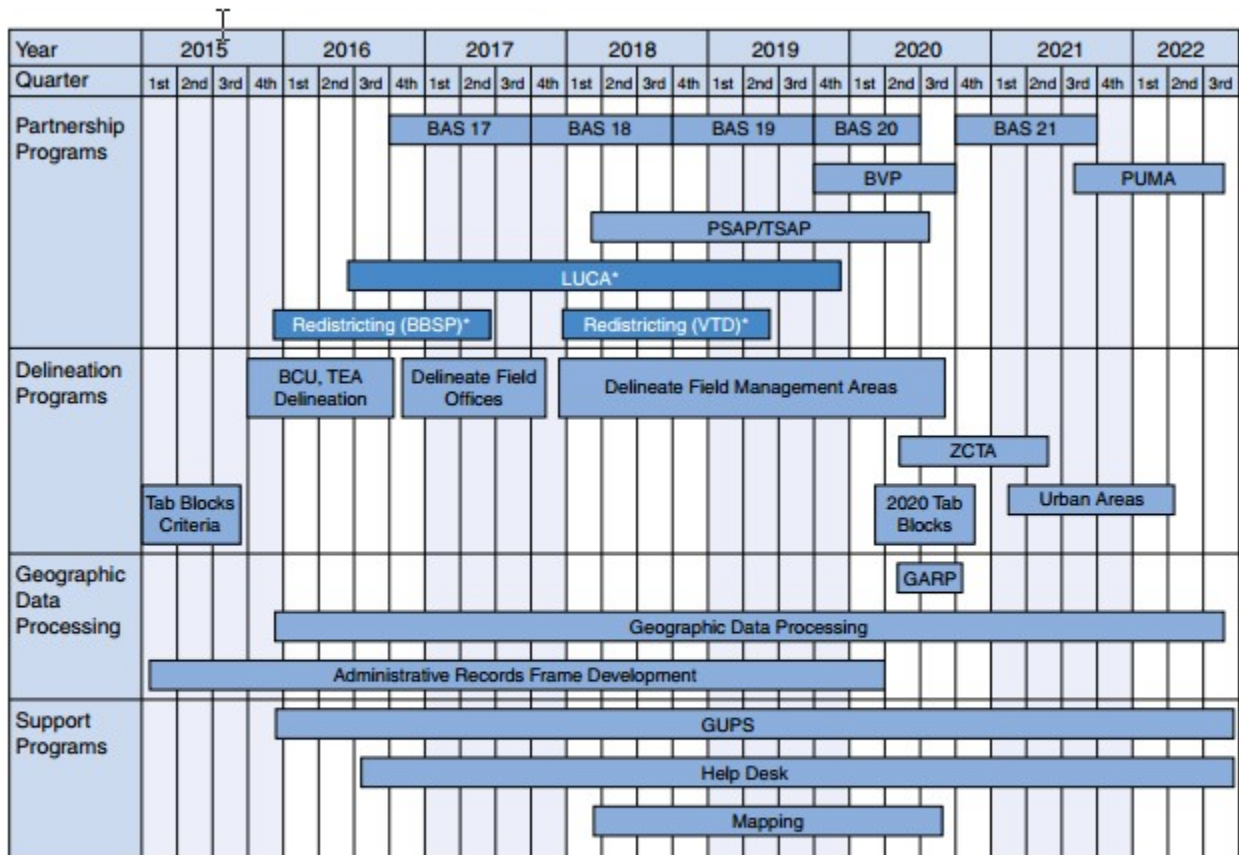 Year 2015 2016 2017 2018 2019 2020 2021 2022
Quarter 1st 2nd 3rd 4th 1st 2nd 3rd 4th 1st 2nd 3rd 4th 1st 2nd 3rd 4th 1st 2nd 3rd 4th 1st 2nd 3rd 4th 1st 2nd 3rd 4th 1st 2nd 3rd
Partnership
Programs
BAS 17 BAS 18 BAS 19 BAS 20 BAS 21
BVP PUMA
PSAP/TSAP
LUCA*
Redistricting (BBSP)* Redistricting (VTD)*
Delineation
Programs
BCU, TEA
Delineation
Delineate Field
Offices
Delineate Field Management Areas
ZCTA
Tab Blocks
Criteria
2020 Tab
Blocks
Urban Areas
Geographic
Data
Processing
GARP
Geographic Data Processing
Administrative Records Frame Development
Support
Programs
GUPS
Help Desk
Mapping